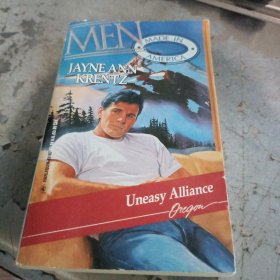 MEN
MADE IN
AMERICA
JAYNE ANN
KRENTZ
Uneasy Alliance
Oregon